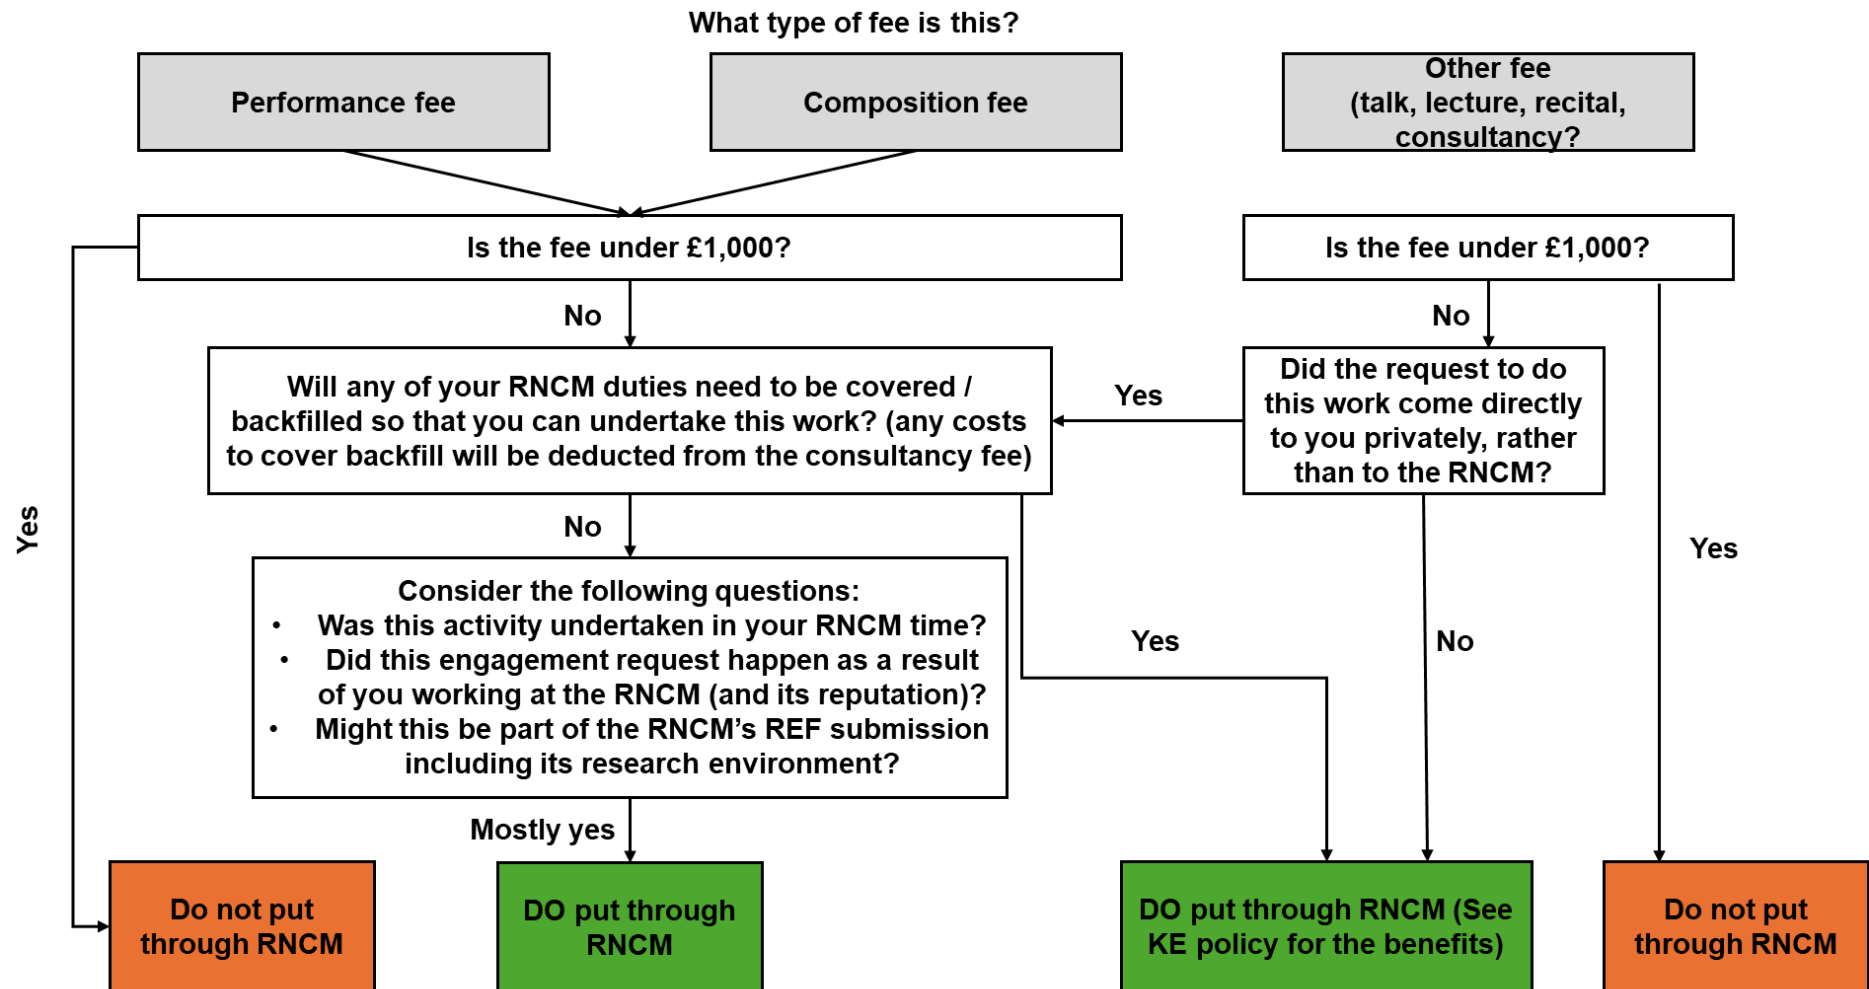 What type of fee is this?
Performance fee
Composition fee
Other fee
(talk, lecture, recital,
consultancy?
Is the fee under £1,000?
Is the fee under £1,000?
No
No
Will any of your RNCM duties need to be covered /
backfilled so that you can undertake this work? (any costs
to cover backfill will be deducted from the consultancy fee)
Yes
Did the request to do
this work come directly
to you privately, rather
than to the RNCM?
Yes
No
Yes
Consider the following questions:
• Was this activity undertaken in your RNCM time?
• Did this engagement request happen as a result
of you working at the RNCM (and its reputation)?
• Might this be part of the RNCM’s REF submission
including its research environment?
Yes
No
Mostly yes
Do not put
through RNCM
DO put through
RNCM
DO put through RNCM (See
KE policy for the benefits)
Do not put
through RNCM